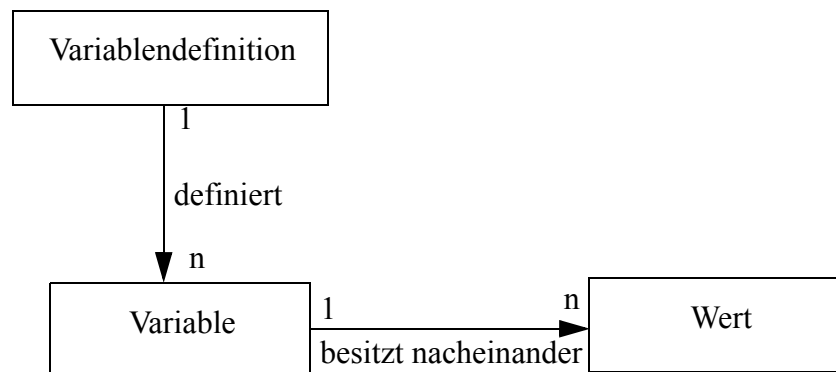 Variablendefinition
1
definiert
n
Variable
1
n
besitzt nacheinander
Wert